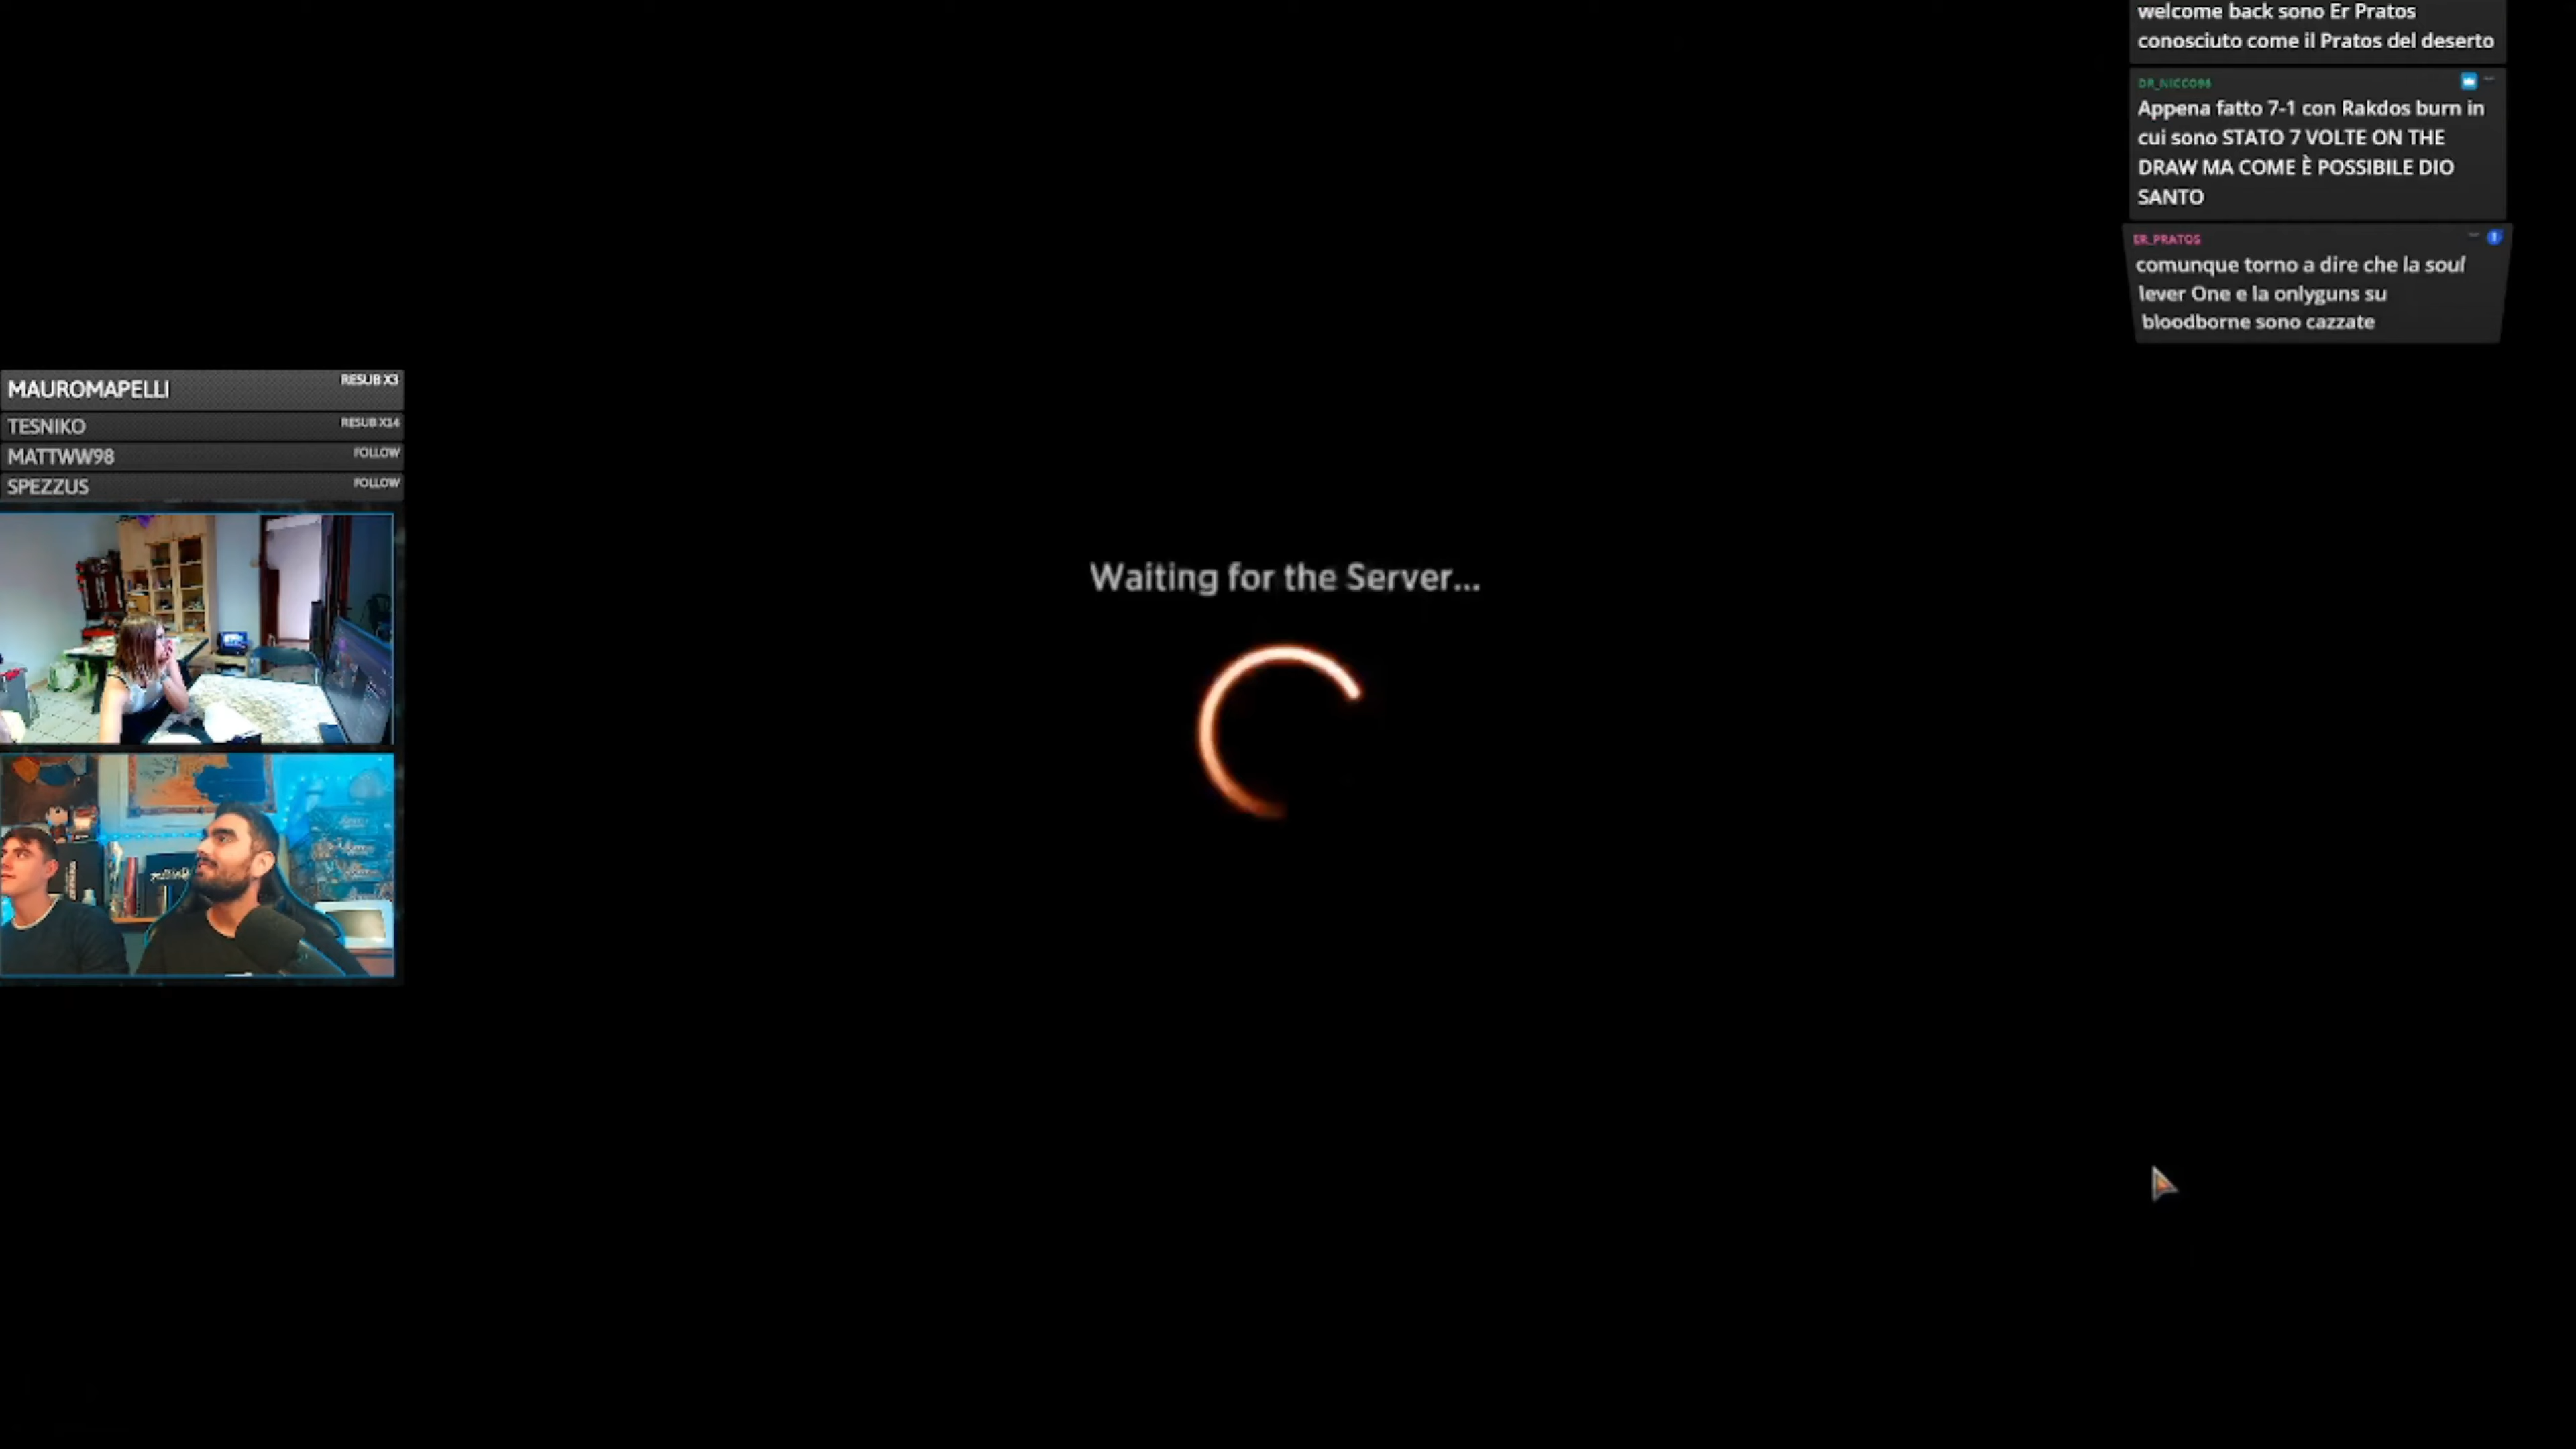 welcome back sono Er Pratos
conosciuto come il Pratos del deserto
DR_NICCO96
Appena fatto 7-1 con Rakdos burn in
cui sono STATO 7 VOLTE ON THE
DRAW MA COME È POSSIBILE DIO
SANTO
ER_PRATOS
comunque torno a dire che la soul
lever One e la onlyguns su
bloodborne sono cazzate
MAUROMAPELLI RESUB X3
TESNIKO RESUB X14
MATTWW98 FOLLOW
SPEZZUS FOLLOW
Waiting for the Server...